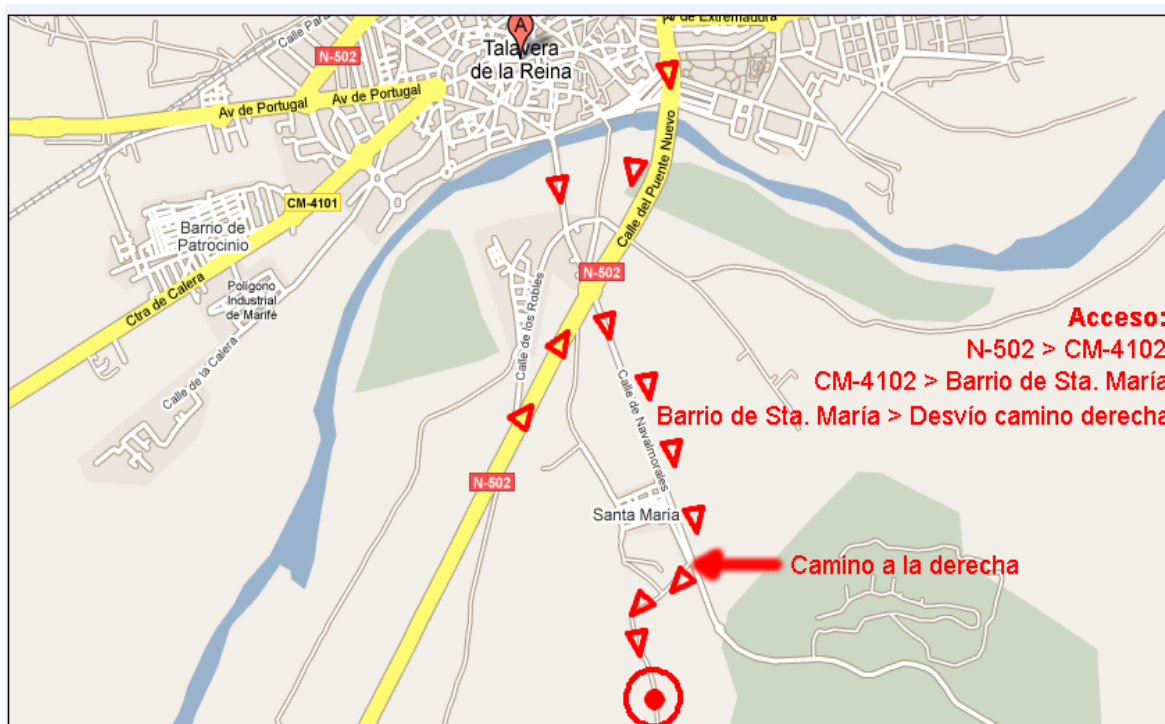 Calle Para
Av de Extremadura
A
N-502
Talavera
de la Reina
Av de Portugal
Av de Portugal
Calle del Puente Nuevo
CM-4101
Barrio de
Patrocinio
N-502
Polígono
Industrial
de Marifé
Ctra de Calera
Calle de los Robles
Calle de la Calera
Acceso:
N-502 > CM-4102
CM-4102 > Barrio de Sta. María
Barrio de Sta. María > Desvío camino derecha
Calle de Navalmorales
N-502
Santa María
Camino a la derecha